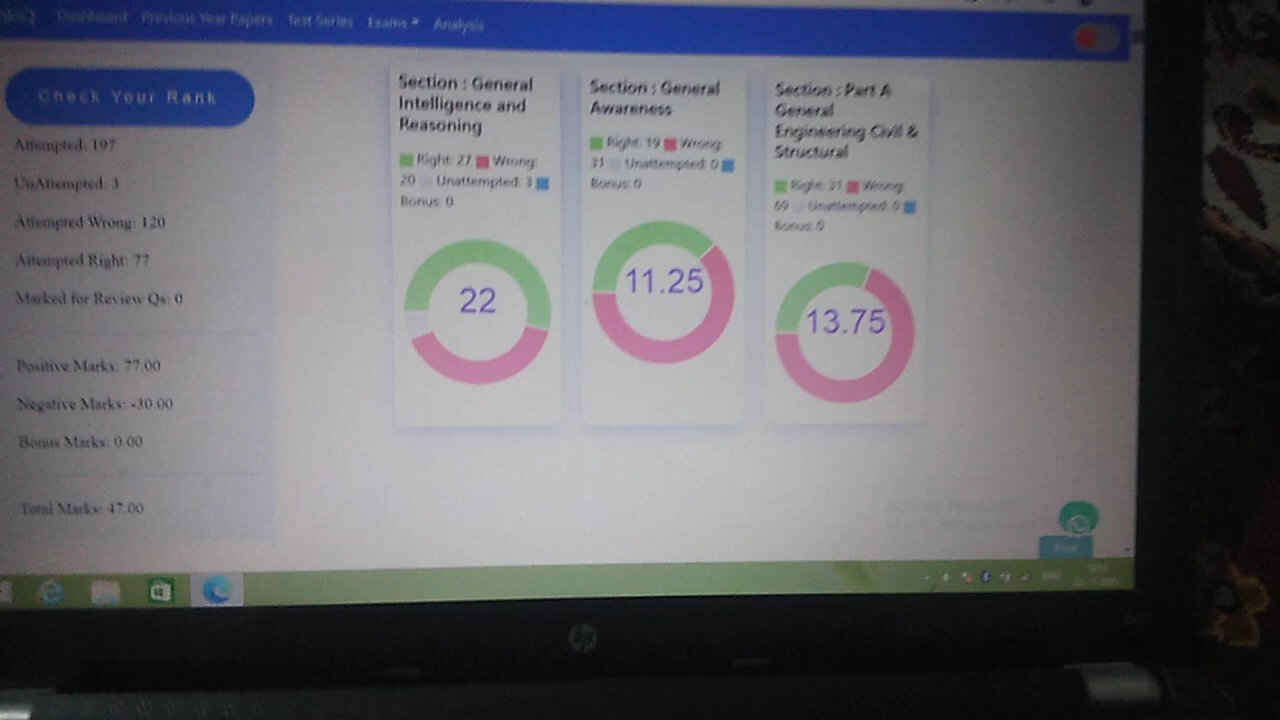 Dashboard Previous Year Papers Test Series Exams Analysis
Check Your Rank
Attempted: 197
UnAttempted: 3
Attempted Wrong: 120
Attempted Right: 77
Marked for Review Qs: 0
Positive Marks: 77.00
Negative Marks: -30.00
Bonus Marks: 0.00
Total Marks: 47.00
Section : General
Intelligence and
Reasoning
Right: 27 Wrong:
20 Unattempted: 3
Bonus: 0
22
Section : General
Awareness
Right: 19 Wrong:
31 Unattempted: 0
Bonus: 0
11.25
Section : Part A
General
Engineering Civil &
Structural
Right: 31 Wrong:
69 Unattempted: 0
Bonus: 0
13.75
Print
hp